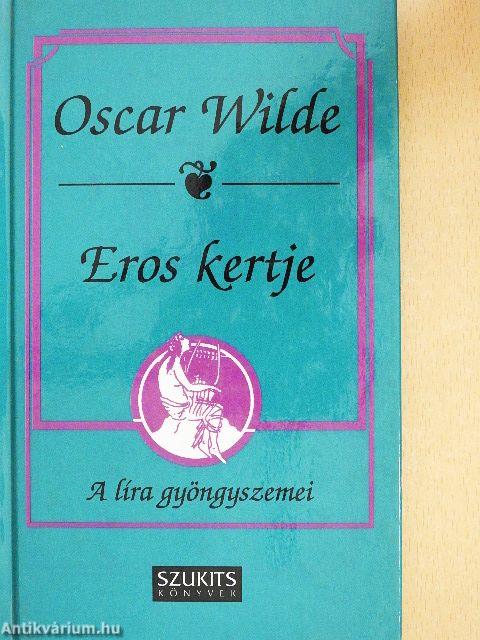 Oscar Wilde
Eros kertje
A líra gyöngyszemei
SZUKITS
KÖNYVEK
Antikvárium.hu